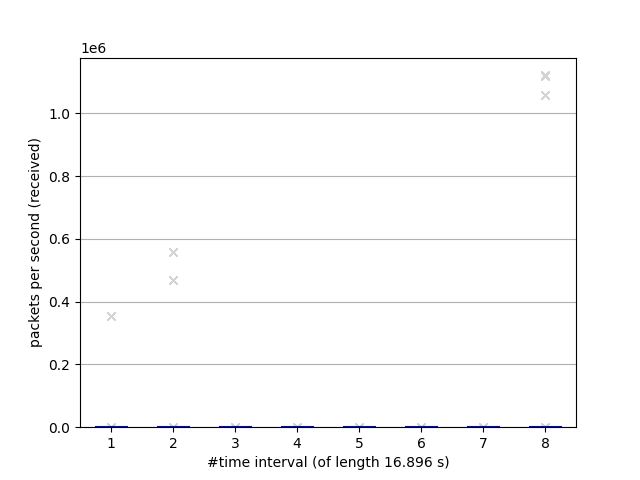 1e6
1.0
0.8
0.6
0.4
0.2
0.0
packets per second (received)
1 2 3 4 5 6 7 8
#time interval (of length 16.896 s)